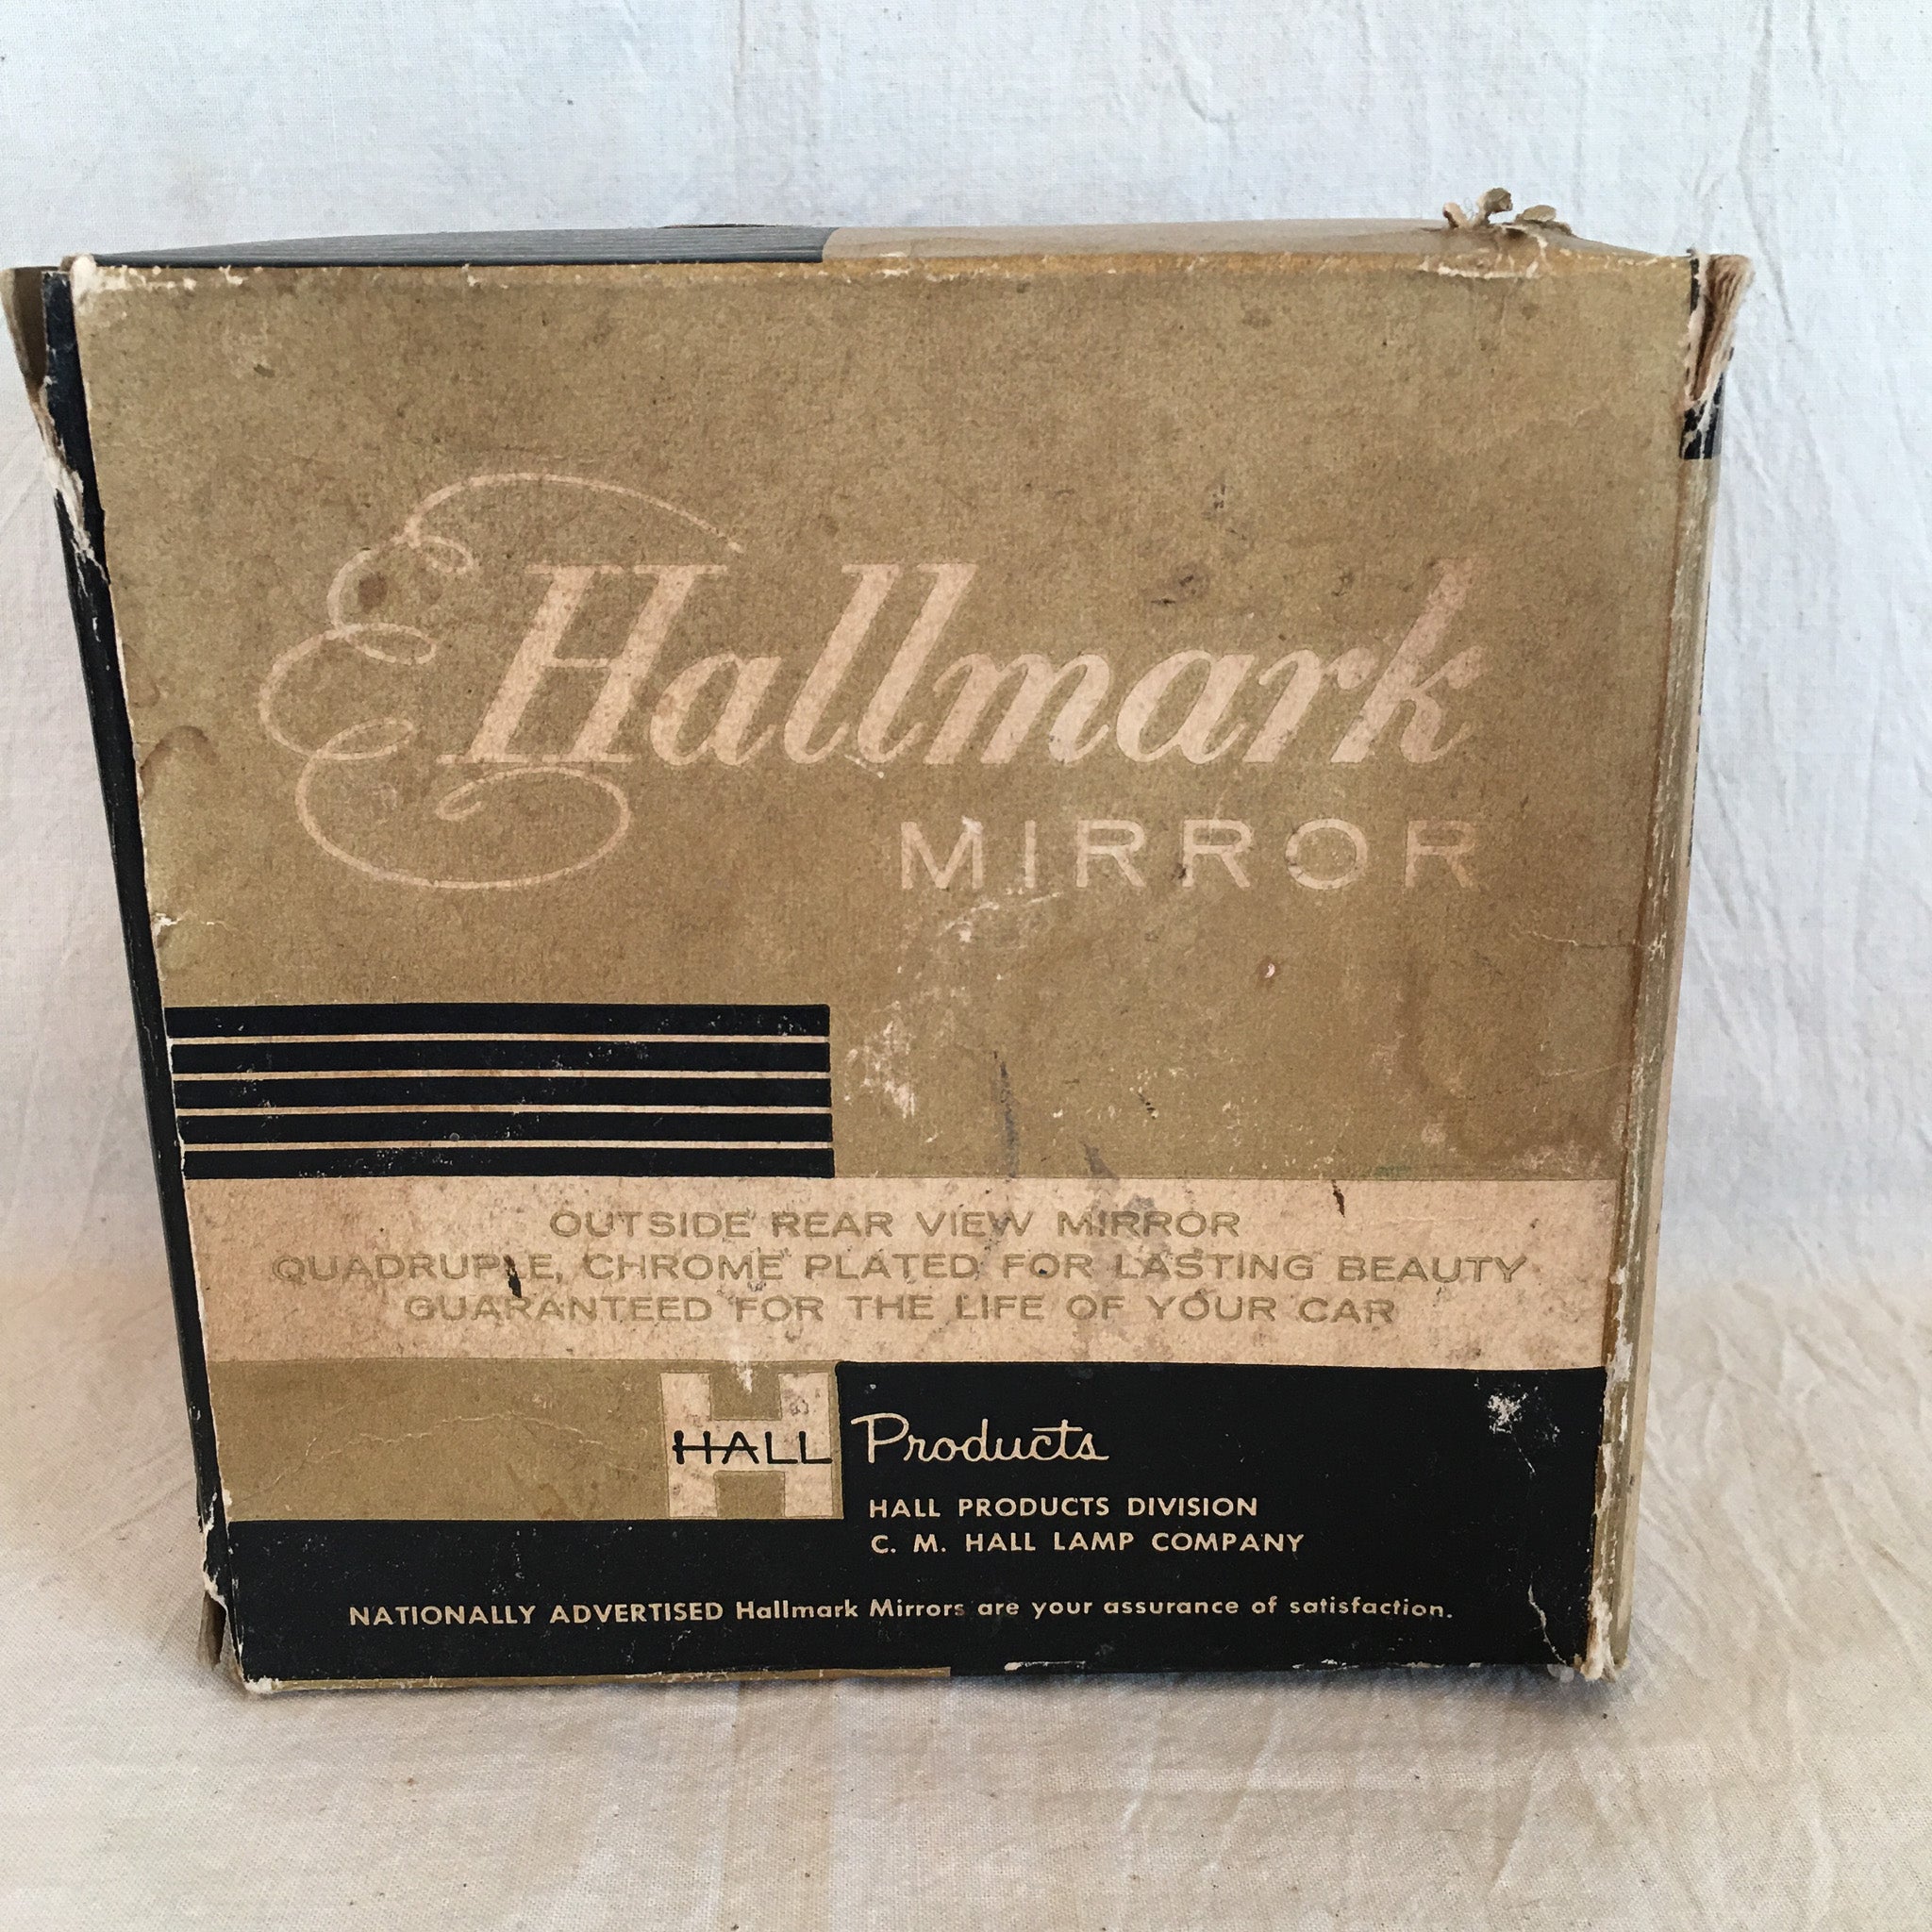 Hallmark
MIRROR
OUTSIDE REAR VIEW MIRROR
QUADRUPLE, CHROME PLATED FOR LASTING BEAUTY
GUARANTEED FOR THE LIFE OF YOUR CAR
HALL Products
HALL PRODUCTS DIVISION
C. M. HALL LAMP COMPANY
NATIONALLY ADVERTISED Hallmark Mirrors are your assurance of satisfaction.